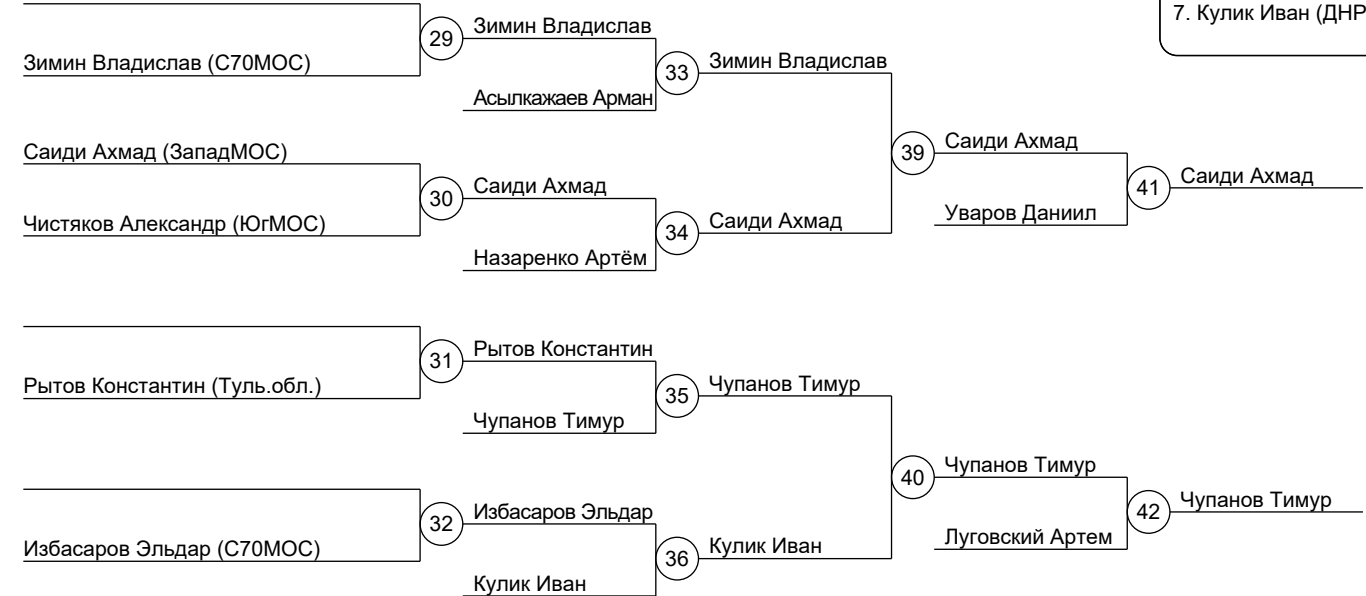 7. Кулик Иван (ДНР
29
Зимин Владислав
Зимин Владислав (С70МОС)
33
Зимин Владислав
Асылкажаев Арман
Саиди Ахмад (ЗападМОС)
39
Саиди Ахмад
30
Саиди Ахмад
41
Саиди Ахмад
Чистяков Александр (ЮгМОС)
34
Саиди Ахмад
Уваров Даниил
Назаренко Артём
31
Рытов Константин
Рытов Константин (Туль.обл.)
35
Чупанов Тимур
Чупанов Тимур
40
Чупанов Тимур
32
Избасаров Эльдар
42
Чупанов Тимур
Избасаров Эльдар (С70МОС)
36
Кулик Иван
Луговский Артем
Кулик Иван